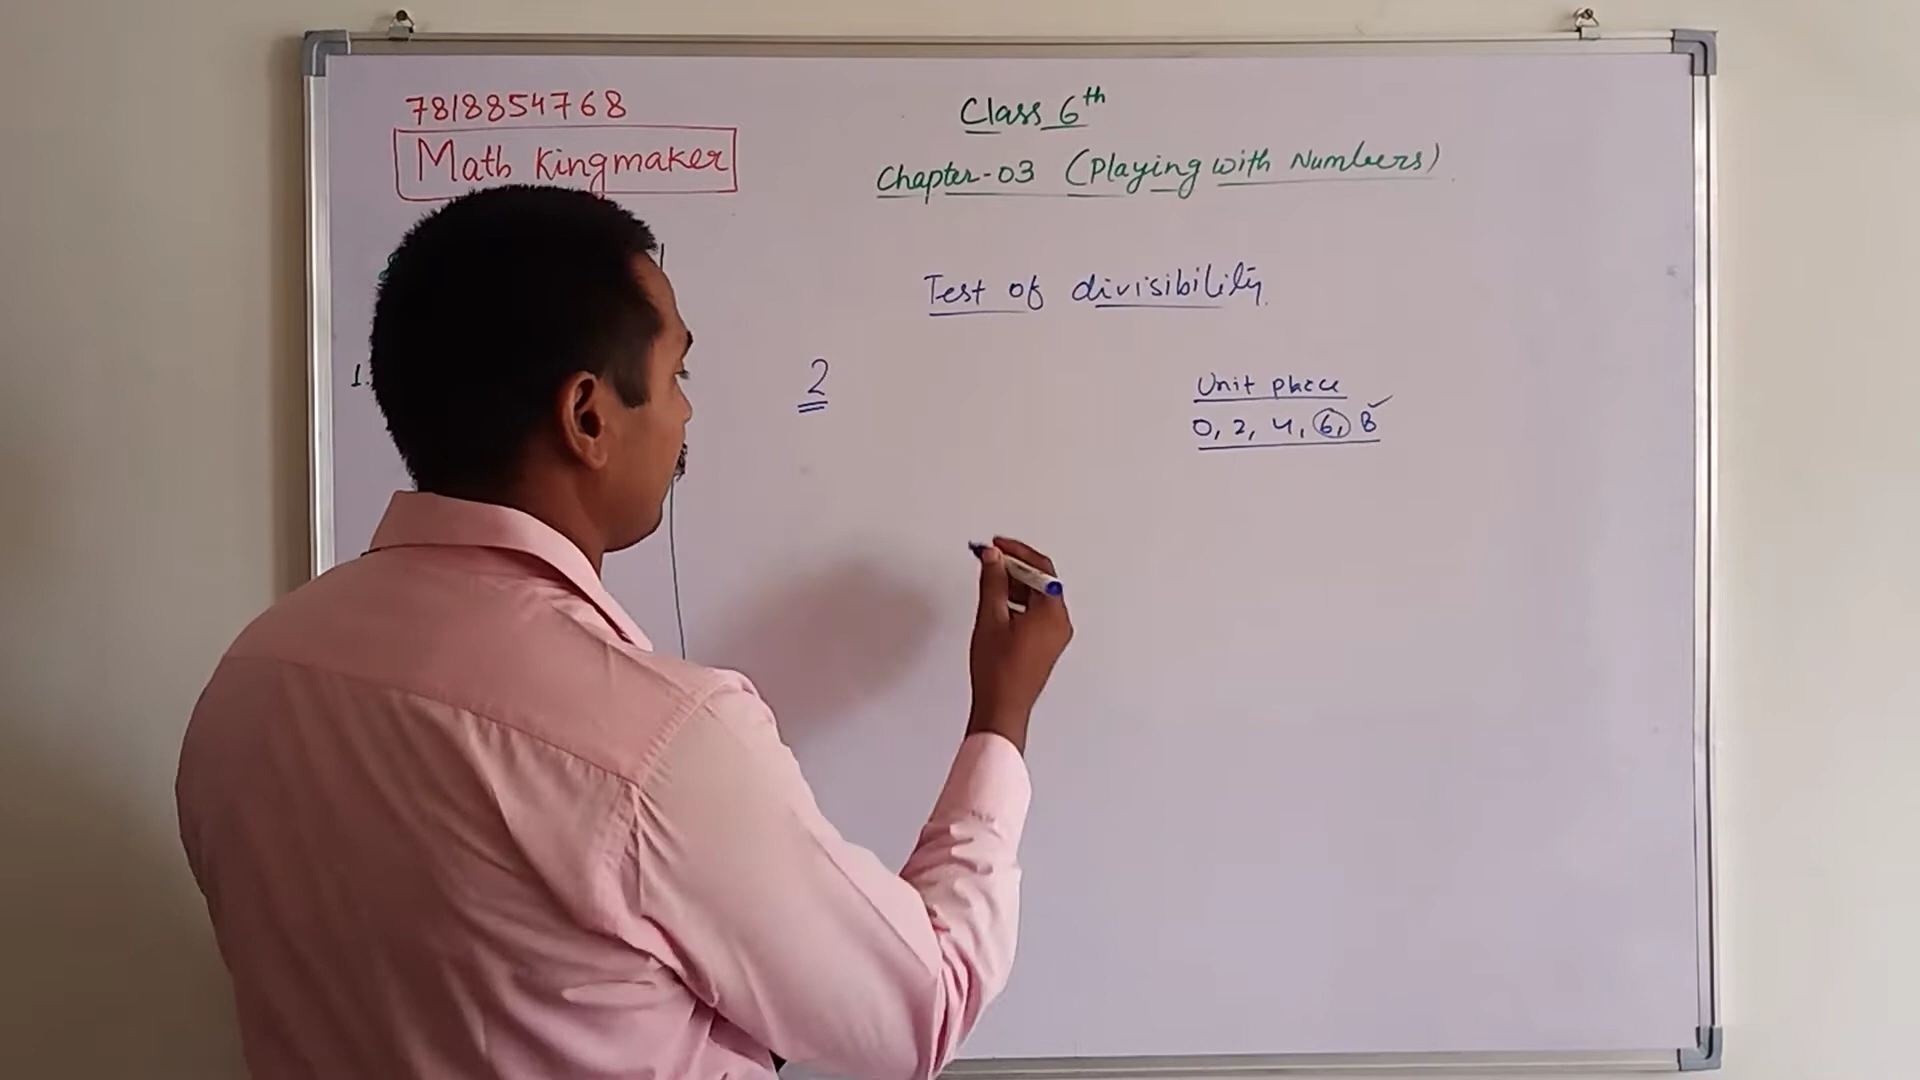 7818854768
Math Kingmaker
Class 6th
Chapter-03 (Playing with Numbers)
Test of divisibility
1.
2
Unit place
0, 2, 4, 6, 8